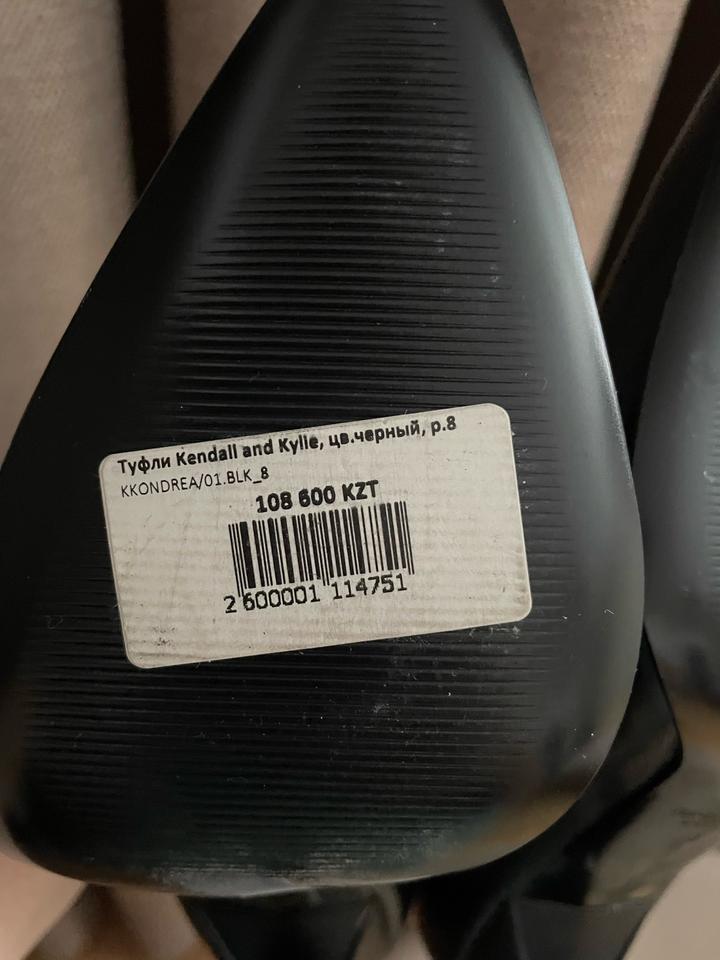 Туфли Kendall and Kylie, цв.черный, р.8
KKONDREA/01.BLK_8
108 600 KZT
2 600001 114751